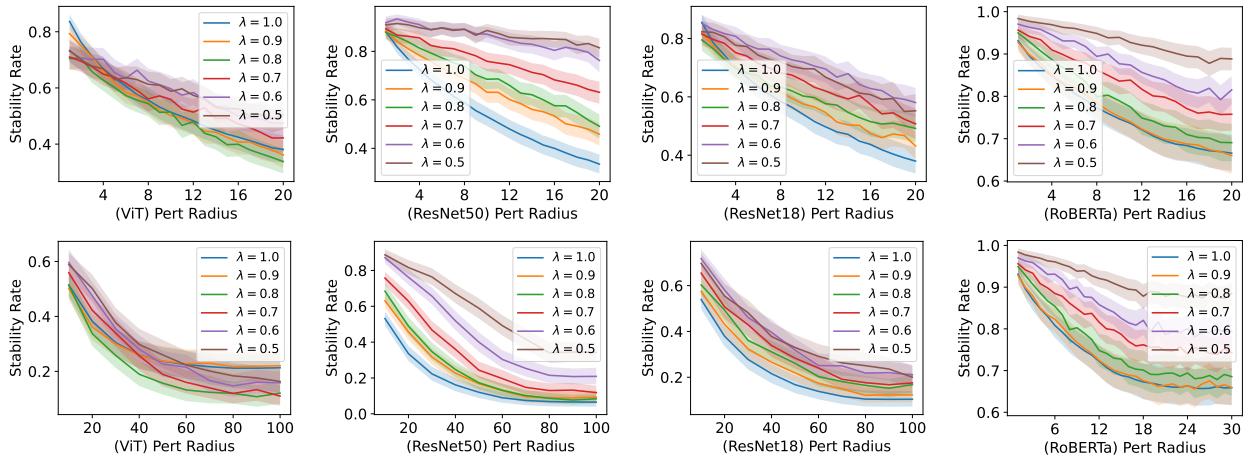 Stability Rate
0.8
0.6
0.4
4 8 12 16 20
(ViT) Pert Radius
λ = 1.0
λ = 0.9
λ = 0.8
λ = 0.7
λ = 0.6
λ = 0.5
Stability Rate
0.8
0.6
0.4
4 8 12 16 20
(ResNet50) Pert Radius
λ = 1.0
λ = 0.9
λ = 0.8
λ = 0.7
λ = 0.6
λ = 0.5
Stability Rate
0.8
0.6
0.4
4 8 12 16 20
(ResNet18) Pert Radius
λ = 1.0
λ = 0.9
λ = 0.8
λ = 0.7
λ = 0.6
λ = 0.5
Stability Rate
1.0
0.9
0.8
0.7
0.6
4 8 12 16 20
(RoBERTa) Pert Radius
λ = 1.0
λ = 0.9
λ = 0.8
λ = 0.7
λ = 0.6
λ = 0.5
Stability Rate
0.6
0.4
0.2
20 40 60 80 100
(ViT) Pert Radius
λ = 1.0
λ = 0.9
λ = 0.8
λ = 0.7
λ = 0.6
λ = 0.5
Stability Rate
0.8
0.6
0.4
0.2
0.0
20 40 60 80 100
(ResNet50) Pert Radius
λ = 1.0
λ = 0.9
λ = 0.8
λ = 0.7
λ = 0.6
λ = 0.5
Stability Rate
0.6
0.4
0.2
20 40 60 80 100
(ResNet18) Pert Radius
λ = 1.0
λ = 0.9
λ = 0.8
λ = 0.7
λ = 0.6
λ = 0.5
Stability Rate
1.0
0.9
0.8
0.7
0.6
6 12 18 24 30
(RoBERTa) Pert Radius
λ = 1.0
λ = 0.9
λ = 0.8
λ = 0.7
λ = 0.6
λ = 0.5